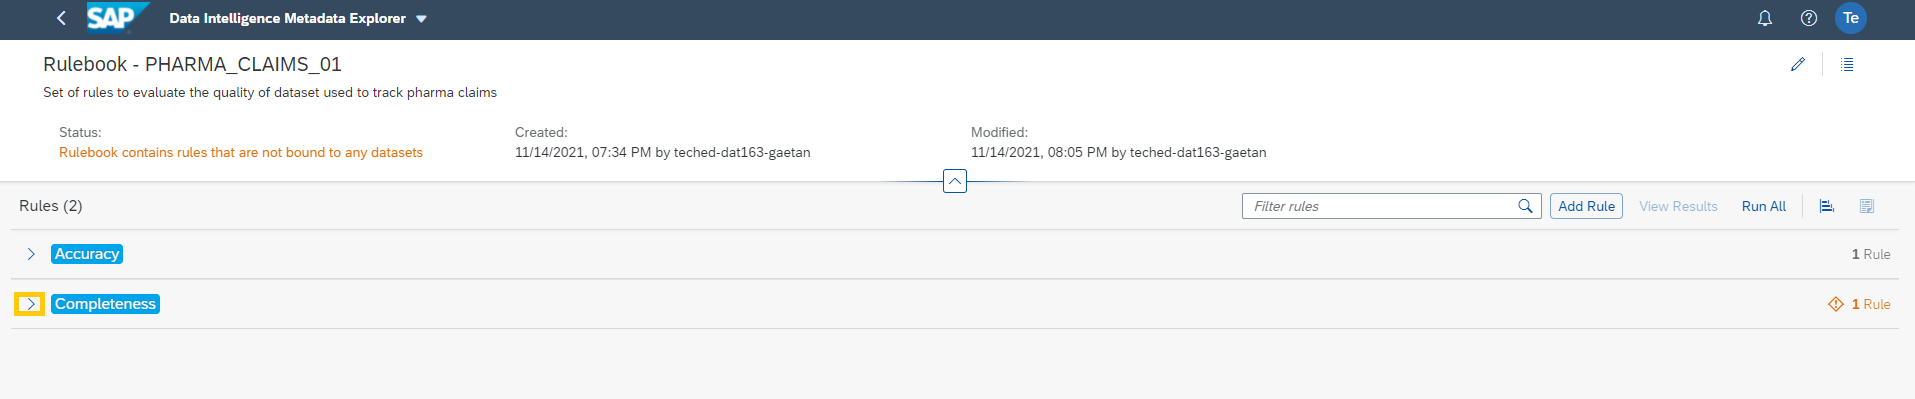 SAP Data Intelligence Metadata Explorer Te
Rulebook - PHARMA_CLAIMS_01
Set of rules to evaluate the quality of dataset used to track pharma claims
Status: Created: Modified:
Rulebook contains rules that are not bound to any datasets 11/14/2021, 07:34 PM by teched-dat163-gaetan 11/14/2021, 08:05 PM by teched-dat163-gaetan
Rules (2) Filter rules Add Rule View Results Run All
Accuracy 1 Rule
Completeness 1 Rule